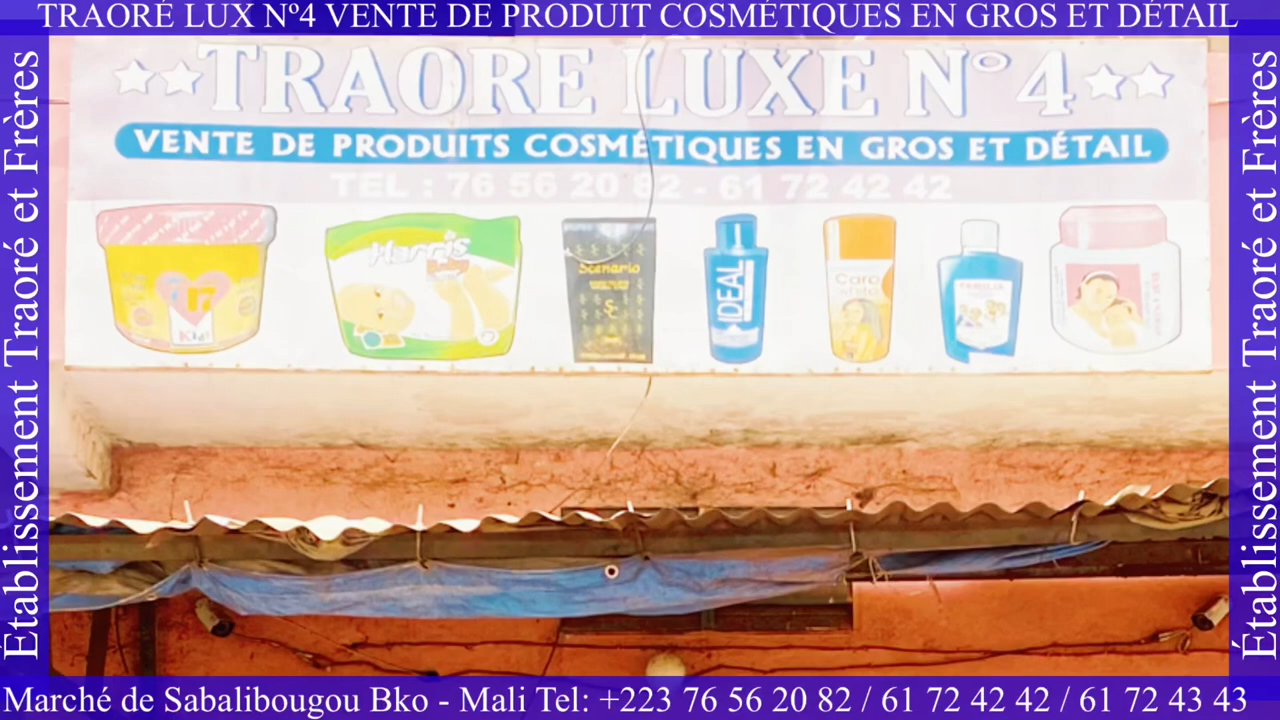 TRAORÉ LUX Nº4 VENTE DE PRODUIT COSMÉTIQUES EN GROS ET DÉTAIL
Établissement Traoré et Frères
TRAORE LUXE N° 4
VENTE DE PRODUITS COSMÉTIQUES EN GROS ET DÉTAIL
TEL : 76 56 20 82 - 61 72 42 42
Harris
Scenario
IDEAL
Caro
white
FAMILIA
Kids
Établissement Traoré et Frères
Marché de Sabalibougou Bko - Mali Tel: +223 76 56 20 82 / 61 72 42 42 / 61 72 43 43